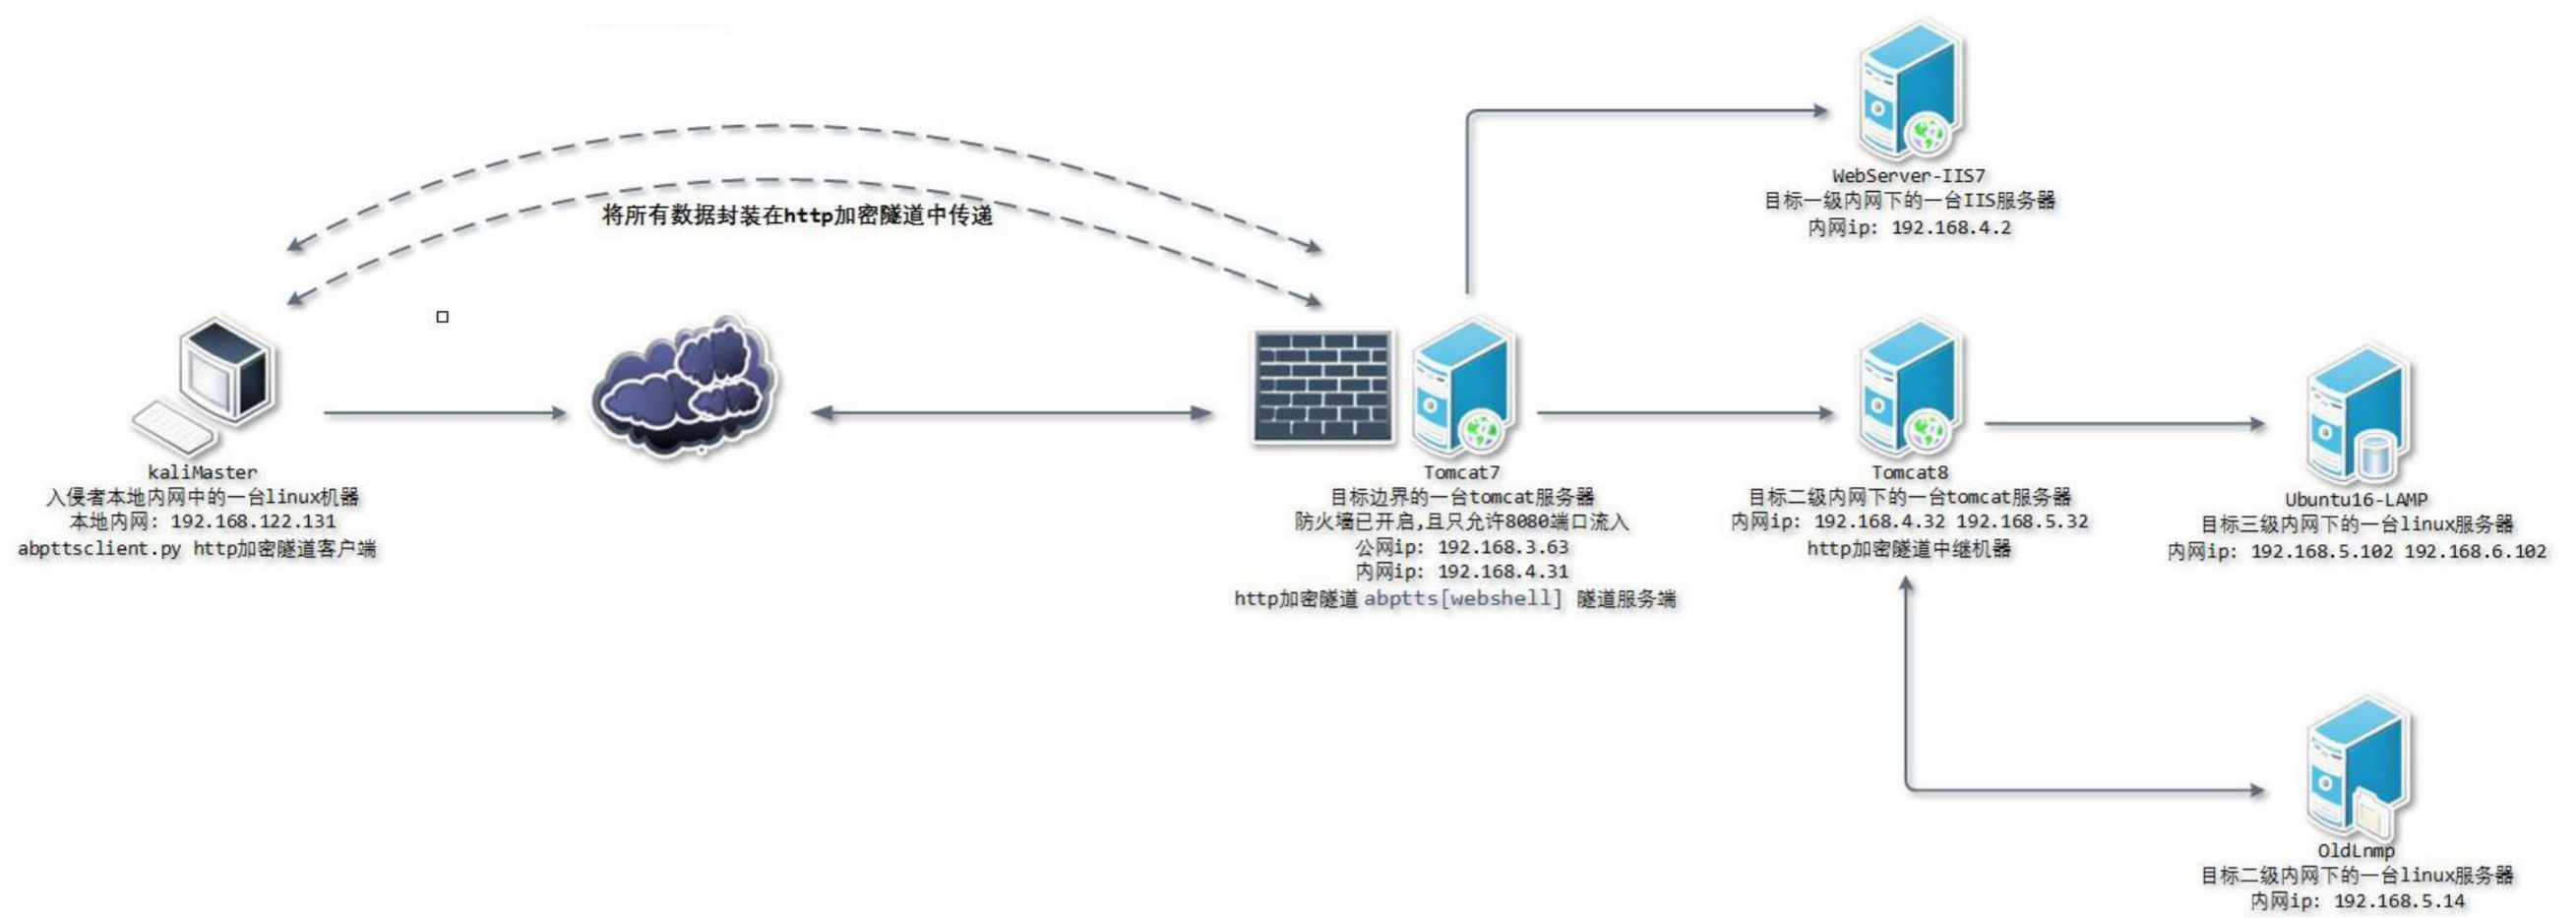 将所有数据封装在http加密隧道中传递
WebServer-IIS7
目标一级内网下的一台IIS服务器
内网ip: 192.168.4.2
kaliMaster
入侵者本地内网中的一台linux机器
本地内网: 192.168.122.131
abpttsclient.py http加密隧道客户端
Tomcat7
目标边界的一台tomcat服务器
防火墙已开启,且只允许8080端口流入
公网ip: 192.168.3.63
内网ip: 192.168.4.31
http加密隧道 abptts[webshell] 隧道服务端
Tomcat8
目标二级内网下的一台tomcat服务器
内网ip: 192.168.4.32 192.168.5.32
http加密隧道中继机器
Ubuntu16-LAMP
目标三级内网下的一台linux服务器
内网ip: 192.168.5.102 192.168.6.102
OldLnmp
目标二级内网下的一台linux服务器
内网ip: 192.168.5.14